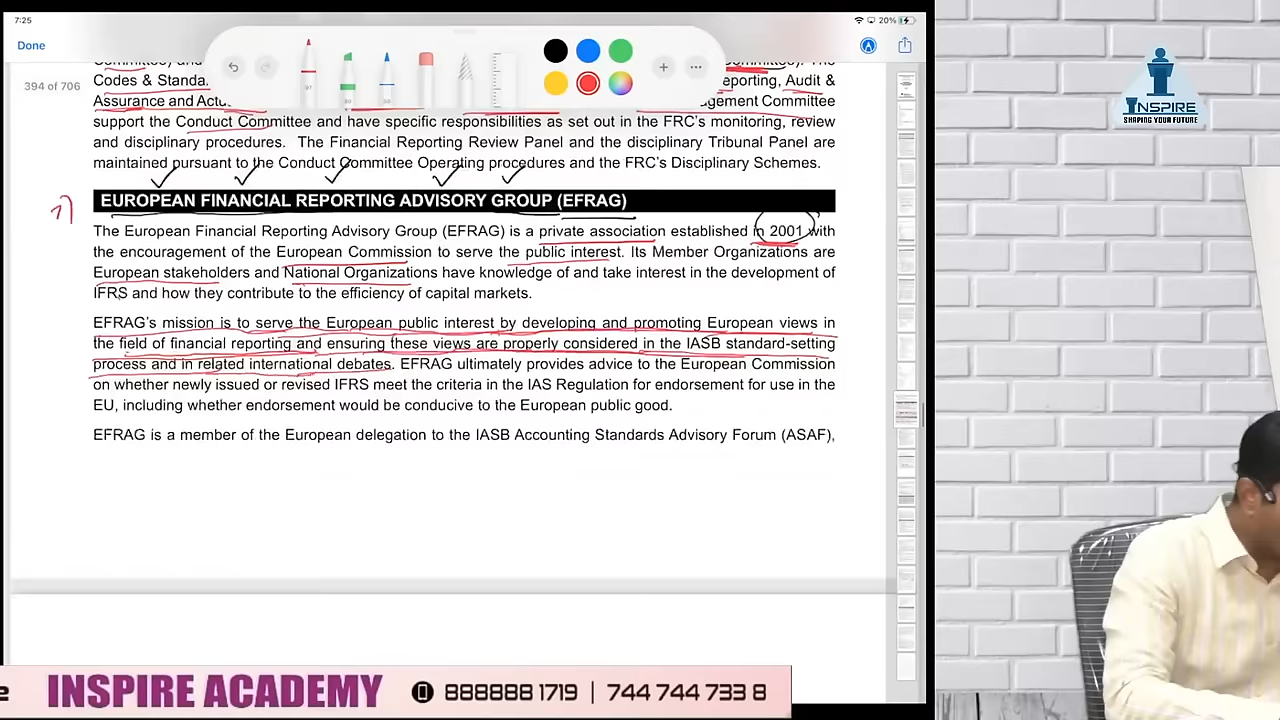 7:25
20%
Done
394 of 706
Codes & Standa. eporting, Audit &
Assurance and gement Committee
support the Conduct Committee and have specific responsibilities as set out in the FRC's monitoring, review
and disciplinary procedures. The Financial Reporting Review Panel and the disciplinary Tribunal Panel are
maintained pursuant to the Conduct Committee Operating procedures and the FRC's Disciplinary Schemes.
EUROPEAN FINANCIAL REPORTING ADVISORY GROUP (EFRAG)
The European Financial Reporting Advisory Group (EFRAG) is a private association established in 2001 with
the encouragement of the European Commission to serve the public interest. Its Member Organizations are
European stakeholders and National Organizations have knowledge of and take interest in the development of
IFRS and how they contribute to the efficiency of capital markets.
EFRAG's mission is to serve the European public interest by developing and promoting European views in
the field of financial reporting and ensuring these views are properly considered in the IASB standard-setting
process and in related international debates. EFRAG ultimately provides advice to the European Commission
on whether newly issued or revised IFRS meet the criteria in the IAS Regulation for endorsement for use in the
EU, including whether endorsement would be conducive to the European public good.
EFRAG is a member of the European delegation to the IASB Accounting Standards Advisory Forum (ASAF),
INSPIRE
SHAPING YOUR FUTURE
e INSPIRE ACADEMY 888888 1719 | 744 744 733 8